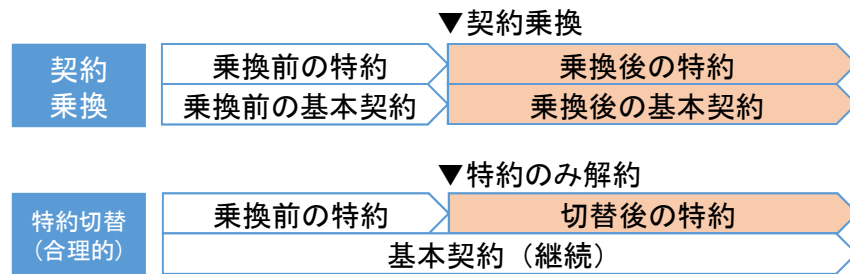 ▼契約乗換
契約
乗換
乗換前の特約
乗換後の特約
乗換前の基本契約
乗換後の基本契約
▼特約のみ解約
特約切替
（合理的）
乗換前の特約
切替後の特約
基本契約（継続）